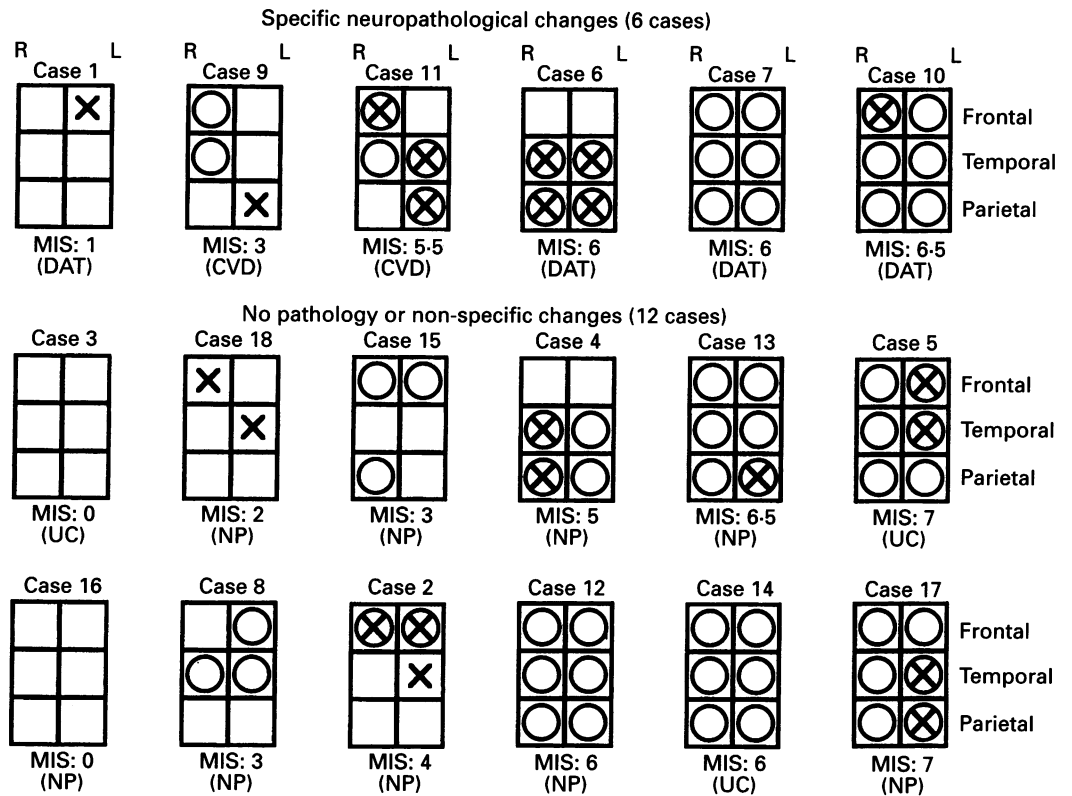 Specific neuropathological changes (6 cases)
R L R L R L R L
Case 1 Case 9 Case 11 Case 6 Case 7 Case 10
Frontal
Temporal
Parietal
MIS: 1 MIS: 3 MIS: 5·5 MIS: 6 MIS: 6 MIS: 6·5
(DAT) (CVD) (CVD) (DAT) (DAT) (DAT)
No pathology or non-specific changes (12 cases)
Case 3 Case 18 Case 15 Case 4 Case 13 Case 5
Frontal
Temporal
Parietal
MIS: 0 MIS: 2 MIS: 3 MIS: 5 MIS: 6·5 MIS: 7
(UC) (NP) (NP) (NP) (NP) (UC)
Case 16 Case 8 Case 2 Case 12 Case 14 Case 17
Frontal
Temporal
Parietal
MIS: 0 MIS: 3 MIS: 4 MIS: 6 MIS: 6 MIS: 7
(NP) (NP) (NP) (NP) (UC) (NP)